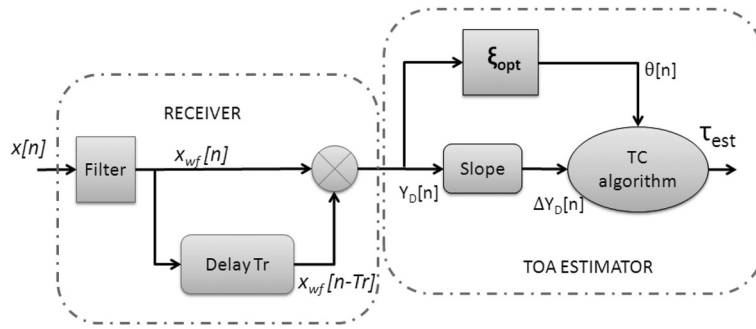 RECEIVER
x[n]
Filter
x_wf[n]
Delay Tr
x_wf[n-Tr]
ξ_opt
θ[n]
Y_D[n]
Slope
ΔY_D[n]
TC
algorithm
τ_est
TOA ESTIMATOR